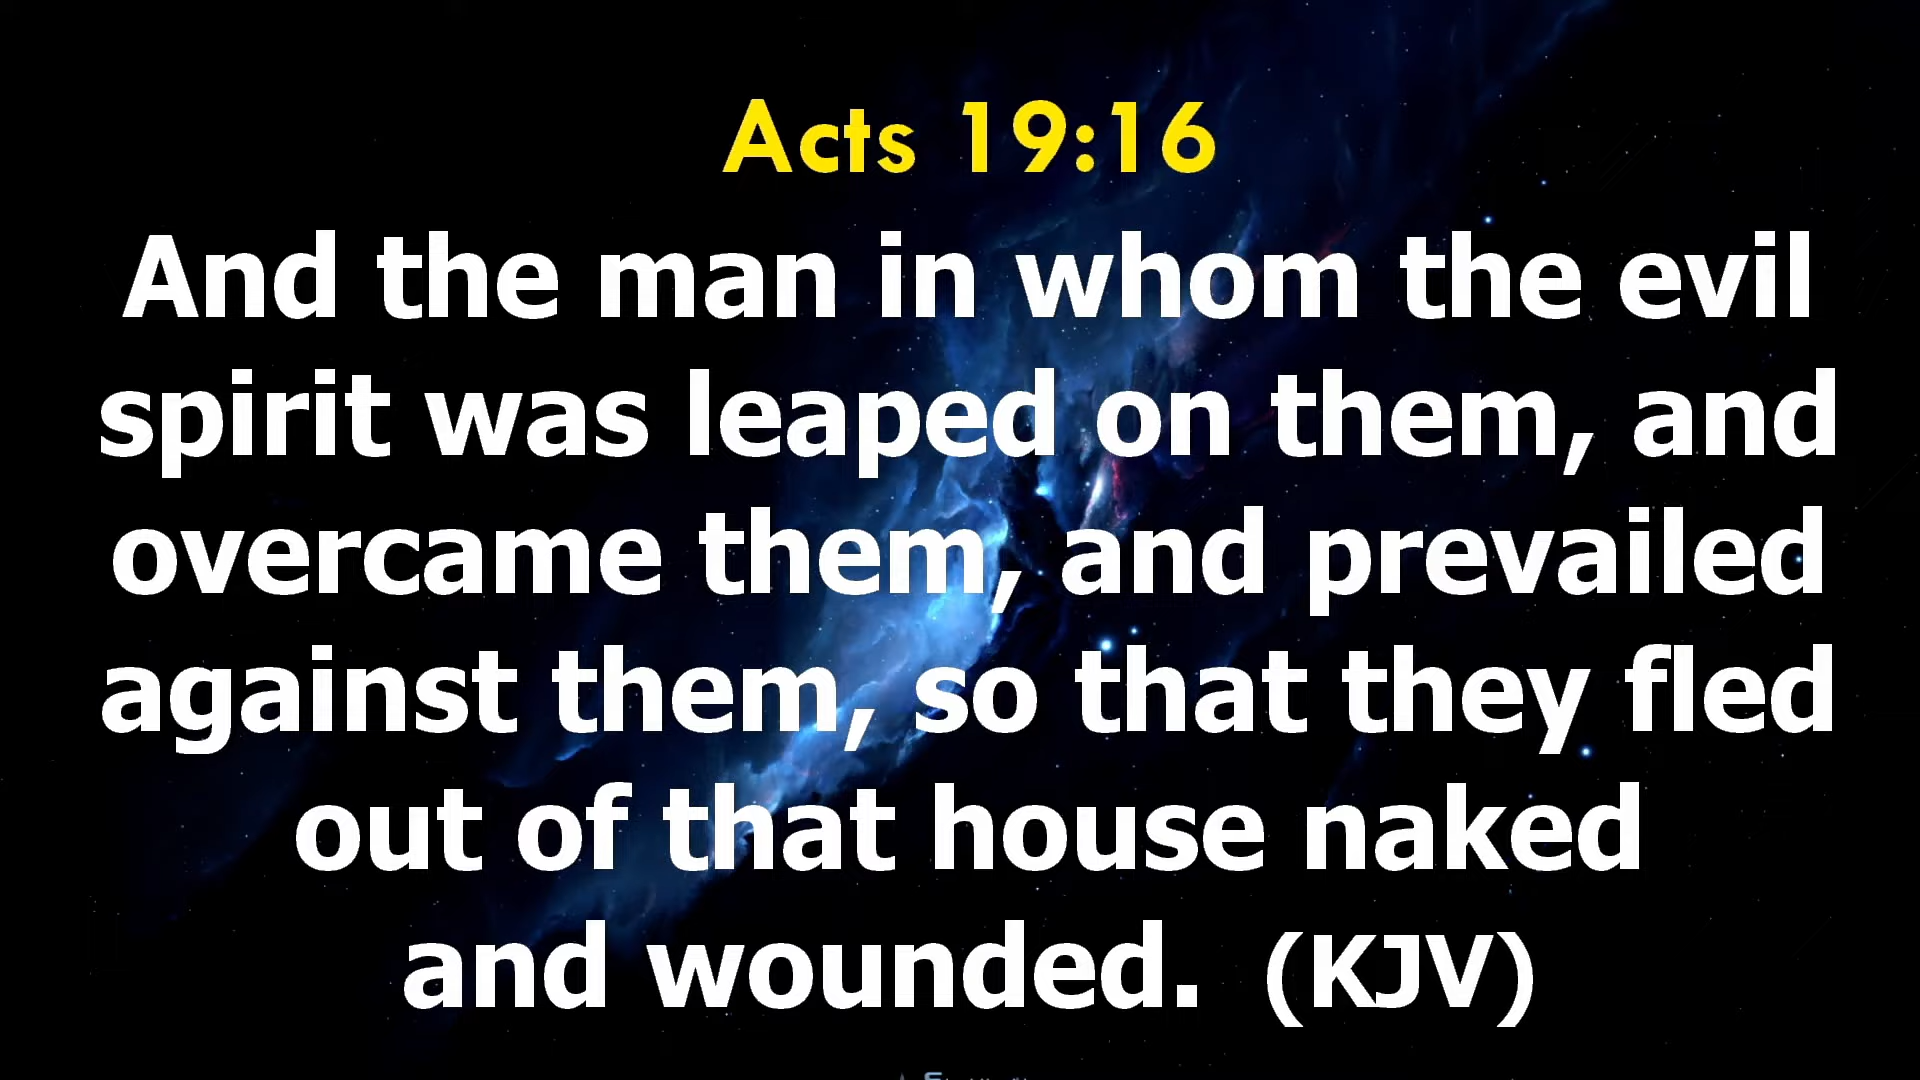 Acts 19:16
And the man in whom the evil
spirit was leaped on them, and
overcame them, and prevailed
against them, so that they fled
out of that house naked
and wounded.  (KJV)